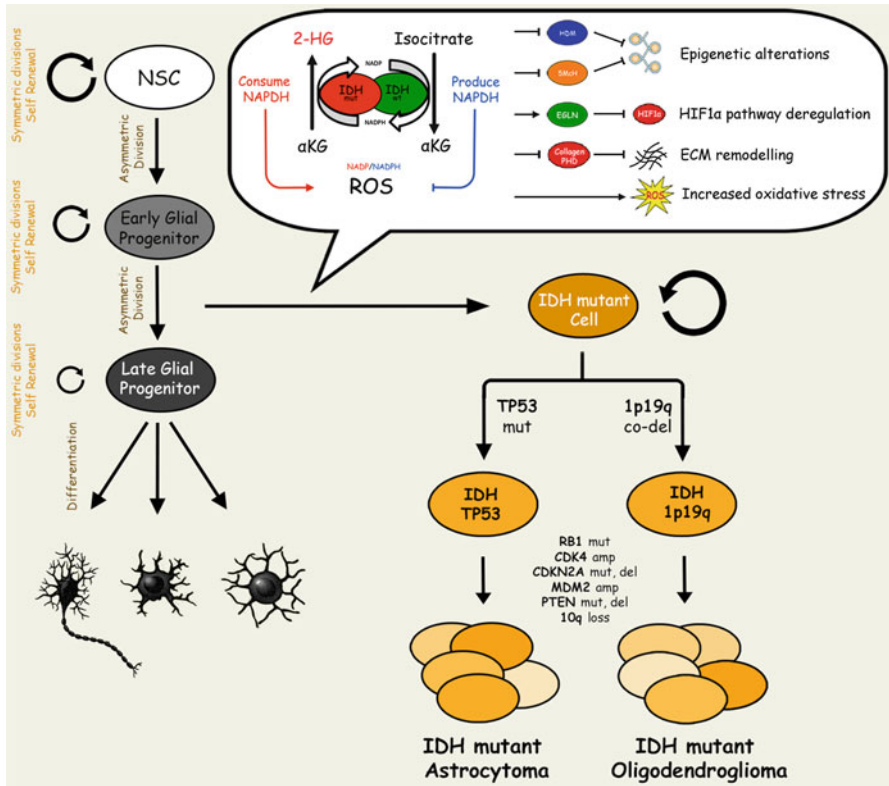 Symmetric divisions
Self Renewal
NSC
Asymmetric
Division
Symmetric divisions
Self Renewal
Early Glial
Progenitor
Asymmetric
Division
Symmetric divisions
Self Renewal
Late Glial
Progenitor
Differentiation
2-HG
Isocitrate
Consume
NAPDH
NADP
IDH
mut
IDH
wt
NADPH
Produce
NAPDH
αKG
αKG
NADP/NADPH
ROS
HDM
5McH
Epigenetic alterations
EGLN
HIF1α
HIF1α pathway deregulation
Collagen
PHD
ECM remodelling
ROS
Increased oxidative stress
IDH mutant
Cell
TP53
mut
1p19q
co-del
IDH
TP53
IDH
1p19q
RB1 mut
CDK4 amp
CDKN2A mut, del
MDM2 amp
PTEN mut, del
10q loss
IDH mutant
Astrocytoma
IDH mutant
Oligodendroglioma